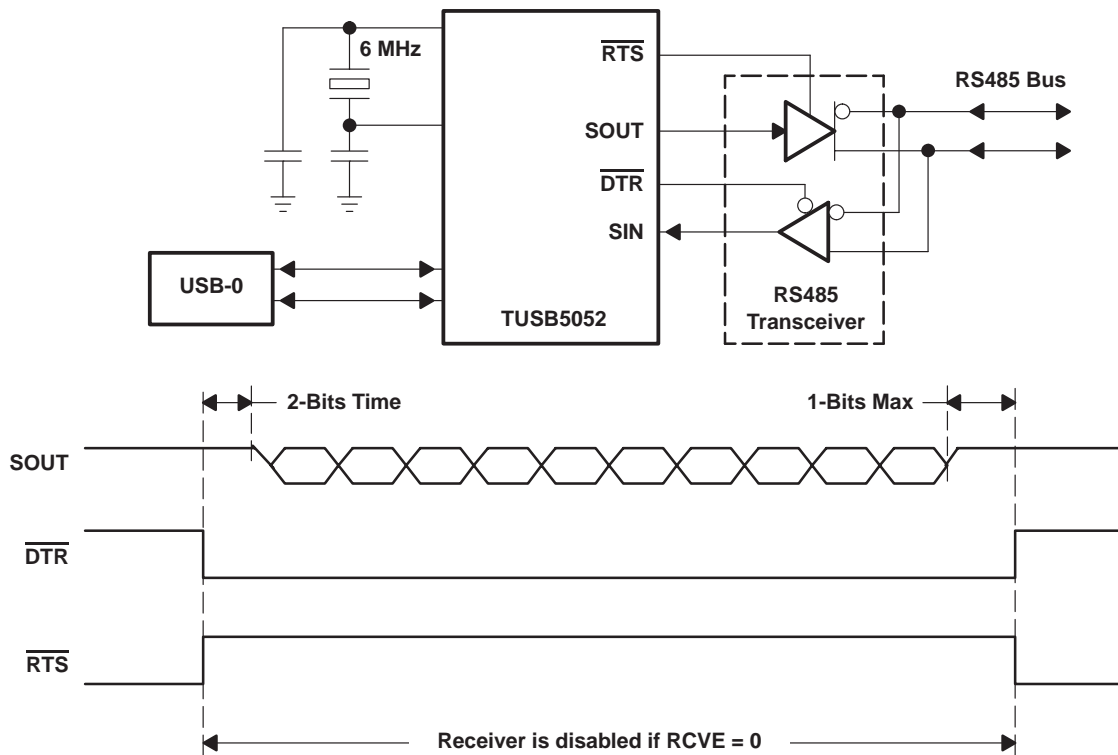 6 MHz
RTS
RS485 Bus
SOUT
DTR
SIN
USB-0
RS485
Transceiver
TUSB5052
2-Bits Time
1-Bits Max
SOUT
DTR
RTS
Receiver is disabled if RCVE = 0